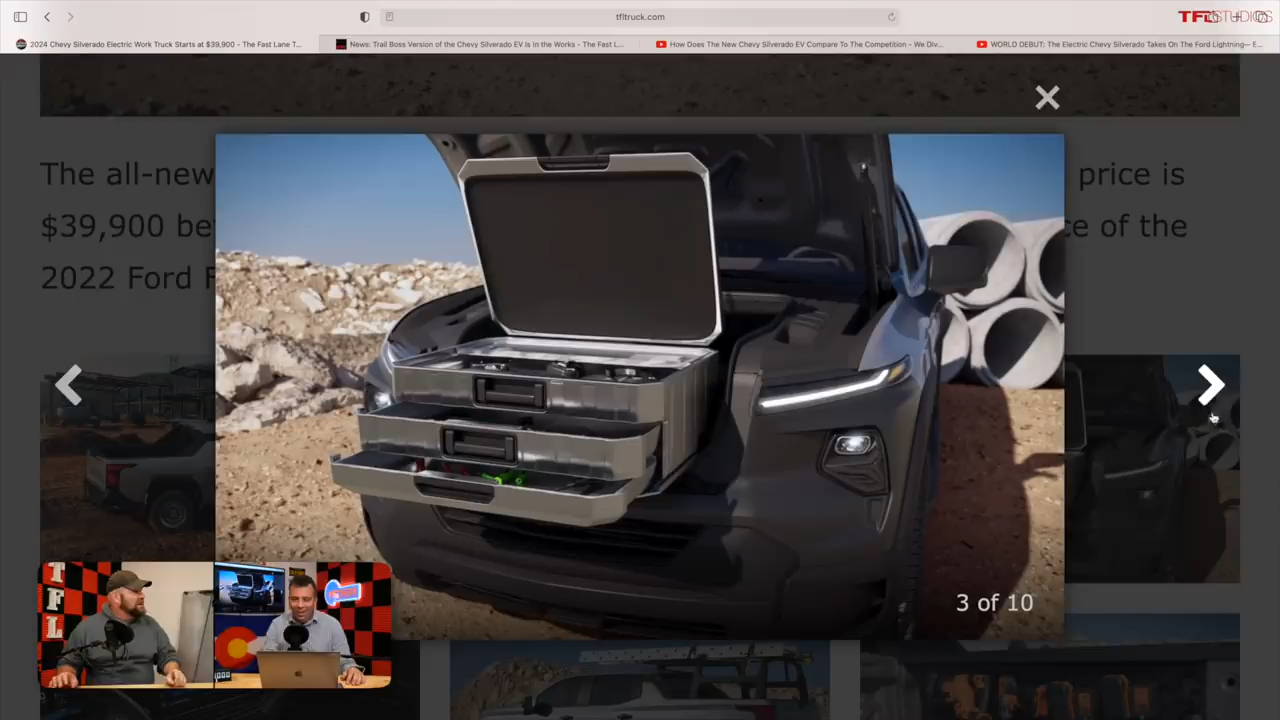 tfltruck.com
TFL STUDIOS
2024 Chevy Silverado Electric Work Truck Starts at $39,900 - The Fast Lane T...
News: Trail Boss Version of the Chevy Silverado EV Is In the Works - The Fast L...
How Does The New Chevy Silverado EV Compare To The Competition - We Div...
WORLD DEBUT: The Electric Chevy Silverado Takes On The Ford Lightning— E...
The all-new
price is
$39,900 be
ce of the
2022 Ford F
3 of 10
TFL